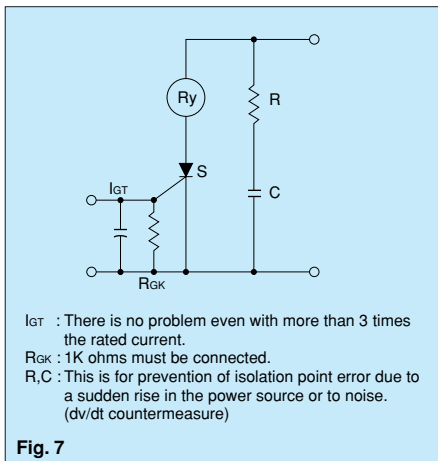 Ry
R
S
IGT
C
RGK
IGT : There is no problem even with more than 3 times
the rated current.
RGK : 1K ohms must be connected.
R,C : This is for prevention of isolation point error due to
a sudden rise in the power source or to noise.
(dv/dt countermeasure)
Fig. 7